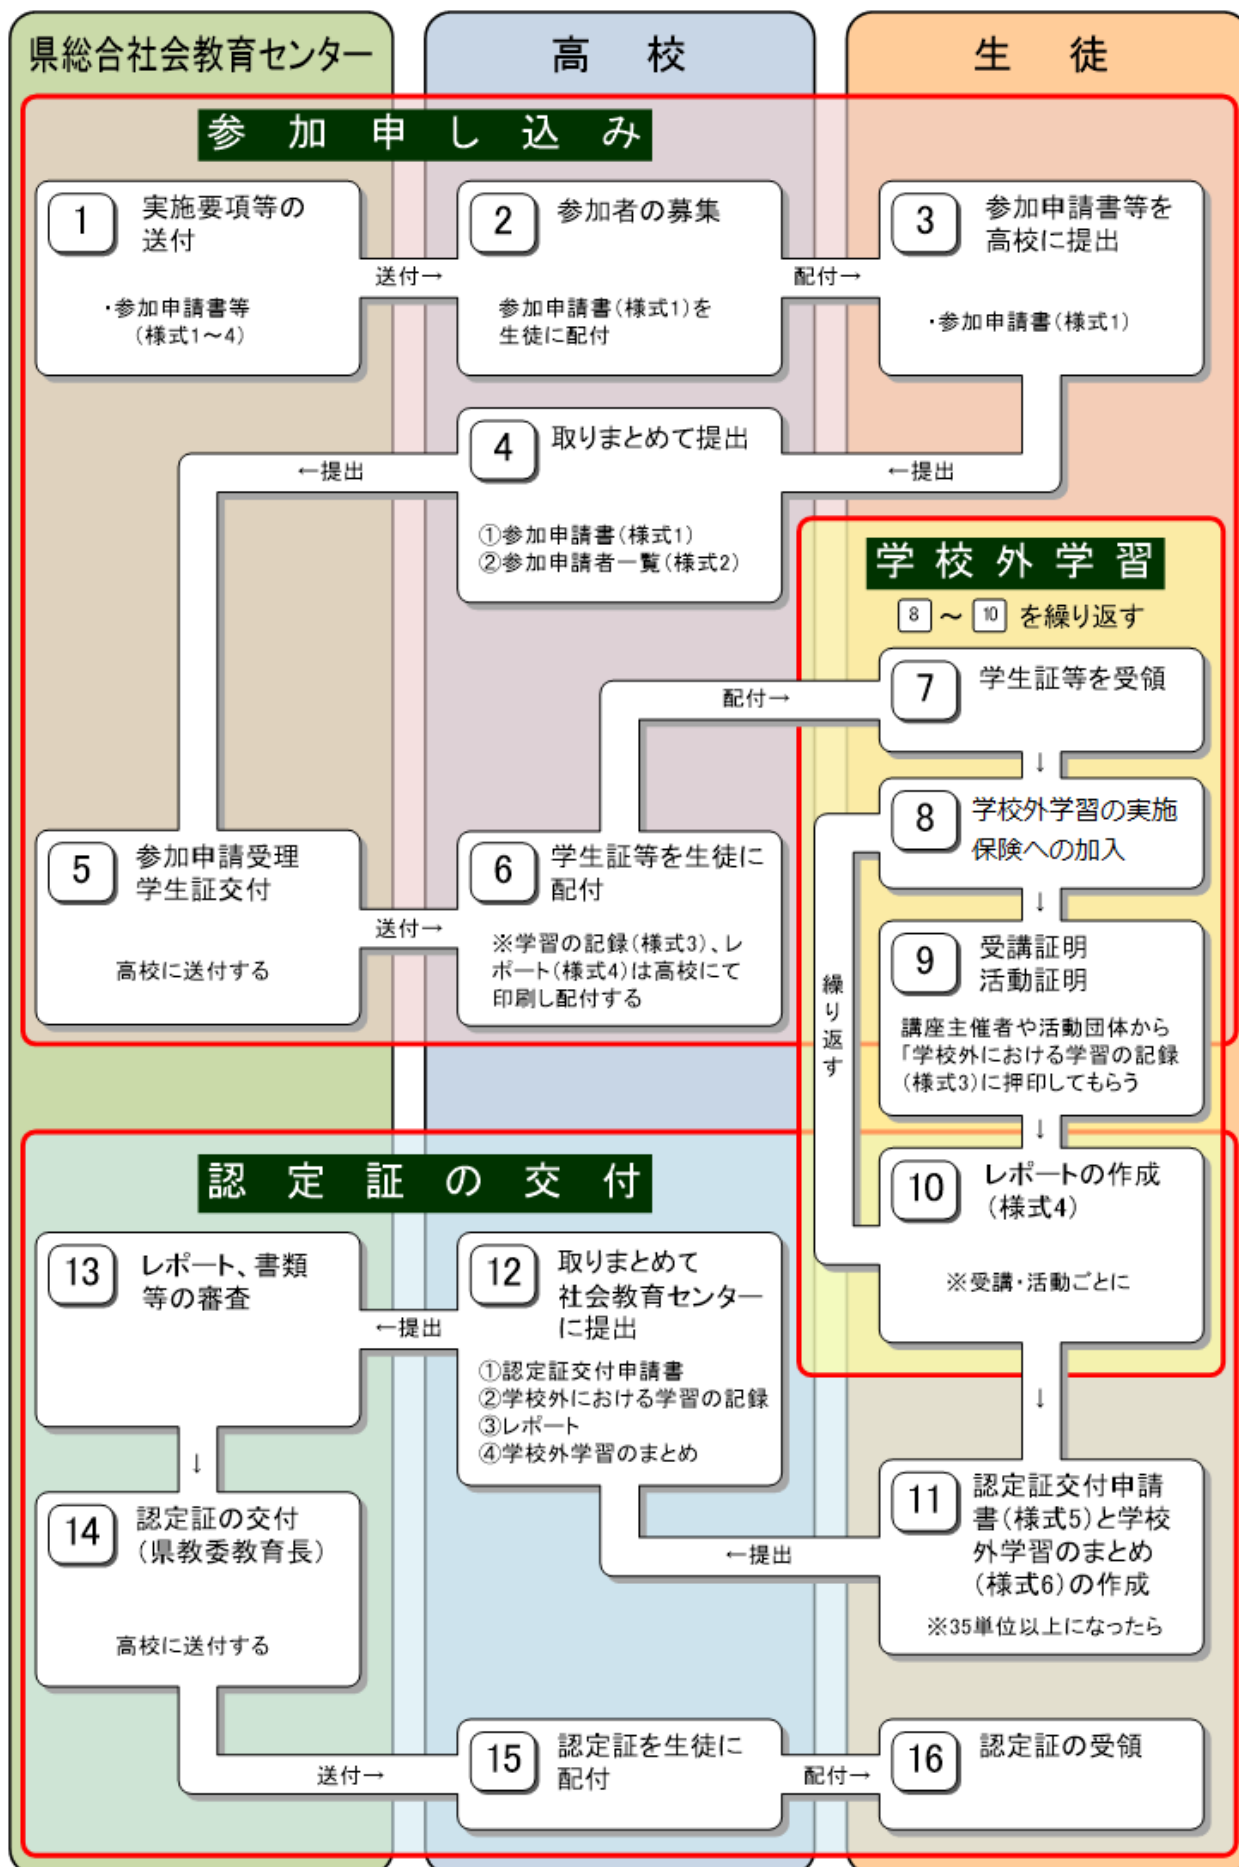 県総合社会教育センター
高校
生徒
参加申し込み
1
実施要項等の
送付
・参加申請書等
(様式1～4)
送付→
2
参加者の募集
参加申請書(様式1)を
生徒に配付
配付→
3
参加申請書等を
高校に提出
・参加申請書(様式1)
←提出
4
取りまとめて提出
①参加申請書(様式1)
②参加申請者一覧(様式2)
←提出
5
参加申請受理
学生証交付
高校に送付する
送付→
6
学生証等を生徒に
配付
※学習の記録(様式3)、レ
ポート(様式4)は高校にて
印刷し配付する
配付→
学校外学習
8 ～ 10 を繰り返す
7
学生証等を受領
↓
8
学校外学習の実施
保険への加入
↓
9
受講証明
活動証明
講座主催者や活動団体から
「学校外における学習の記録
(様式3)に押印してもらう
↓
繰り返す
10
レポートの作成
(様式4)
※受講・活動ごとに
↓
認定証の交付
11
認定証交付申請
書(様式5)と学校
外学習のまとめ
(様式6)の作成
※35単位以上になったら
←提出
12
取りまとめて
社会教育センター
に提出
①認定証交付申請書
②学校外における学習の記録
③レポート
④学校外学習のまとめ
←提出
13
レポート、書類
等の審査
↓
14
認定証の交付
(県教委教育長)
高校に送付する
送付→
15
認定証を生徒に
配付
配付→
16
認定証の受領